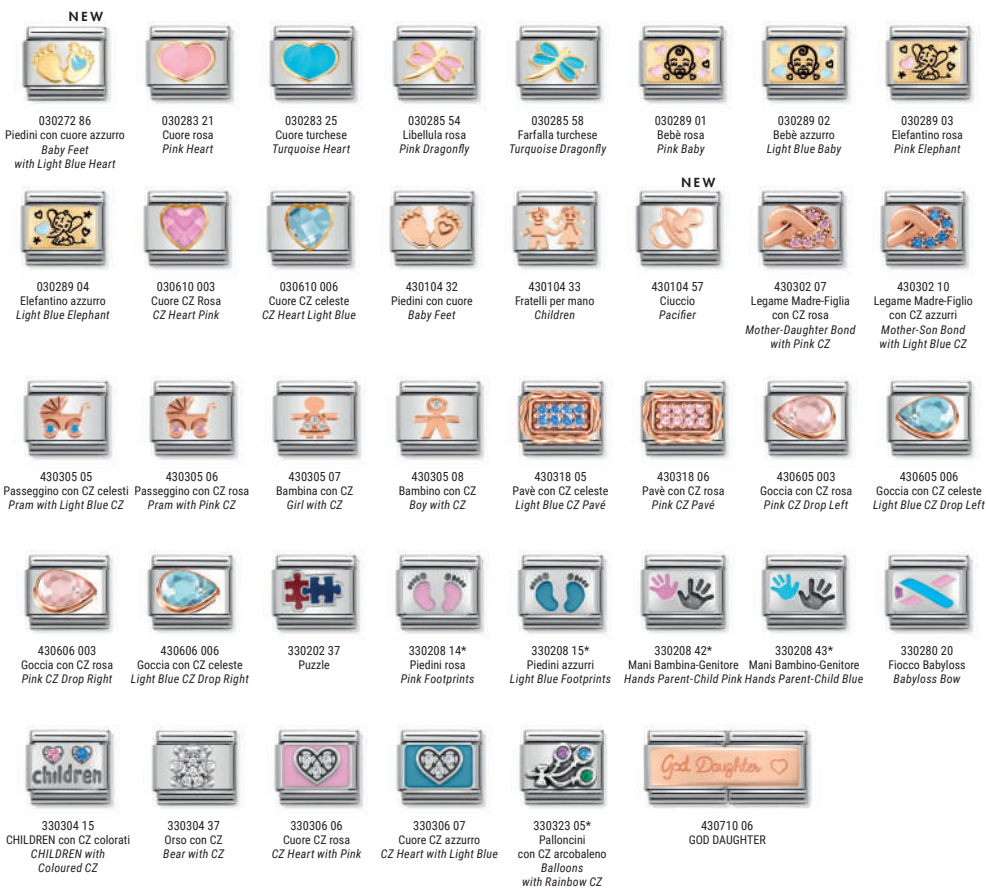 NEW
030272 86
Piedini con cuore azzurro
Baby Feet
with Light Blue Heart
030283 21
Cuore rosa
Pink Heart
030283 25
Cuore turchese
Turquoise Heart
030285 54
Libellula rosa
Pink Dragonfly
030285 58
Farfalla turchese
Turquoise Dragonfly
030289 01
Bebè rosa
Pink Baby
030289 02
Bebè azzurro
Light Blue Baby
030289 03
Elefantino rosa
Pink Elephant
NEW
030289 04
Elefantino azzurro
Light Blue Elephant
030610 003
Cuore CZ Rosa
CZ Heart Pink
030610 006
Cuore CZ celeste
CZ Heart Light Blue
430104 32
Piedini con cuore
Baby Feet
430104 33
Fratelli per mano
Children
430104 57
Ciuccio
Pacifier
430302 07
Legame Madre-Figlia
con CZ rosa
Mother-Daughter Bond
with Pink CZ
430302 10
Legame Madre-Figlio
con CZ azzurri
Mother-Son Bond
with Light Blue CZ
430305 05
Passeggino con CZ celesti
Pram with Light Blue CZ
430305 06
Passeggino con CZ rosa
Pram with Pink CZ
430305 07
Bambina con CZ
Girl with CZ
430305 08
Bambino con CZ
Boy with CZ
430318 05
Pavè con CZ celeste
Light Blue CZ Pavé
430318 06
Pavè con CZ rosa
Pink CZ Pavé
430605 003
Goccia con CZ rosa
Pink CZ Drop Left
430605 006
Goccia con CZ celeste
Light Blue CZ Drop Left
430606 003
Goccia con CZ rosa
Pink CZ Drop Right
430606 006
Goccia con CZ celeste
Light Blue CZ Drop Right
330202 37
Puzzle
330208 14*
Piedini rosa
Pink Footprints
330208 15*
Piedini azzurri
Light Blue Footprints
330208 42*
Mani Bambina-Genitore
Hands Parent-Child Pink
330208 43*
Mani Bambino-Genitore
Hands Parent-Child Blue
330280 20
Fiocco Babyloss
Babyloss Bow
children
330304 15
CHILDREN con CZ colorati
CHILDREN with
Coloured CZ
330304 37
Orso con CZ
Bear with CZ
330306 06
Cuore CZ rosa
CZ Heart with Pink
330306 07
Cuore CZ azzurro
CZ Heart with Light Blue
330323 05*
Palloncini
con CZ arcobaleno
Balloons
with Rainbow CZ
God Daughter
430710 06
GOD DAUGHTER